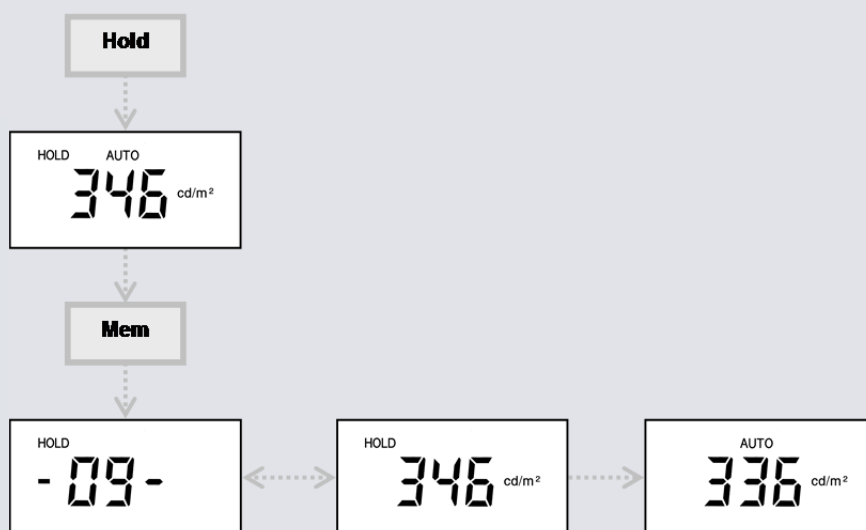 Hold
HOLD AUTO
346 cd/m²
Mem
HOLD
-09-
HOLD
346 cd/m²
AUTO
336 cd/m²